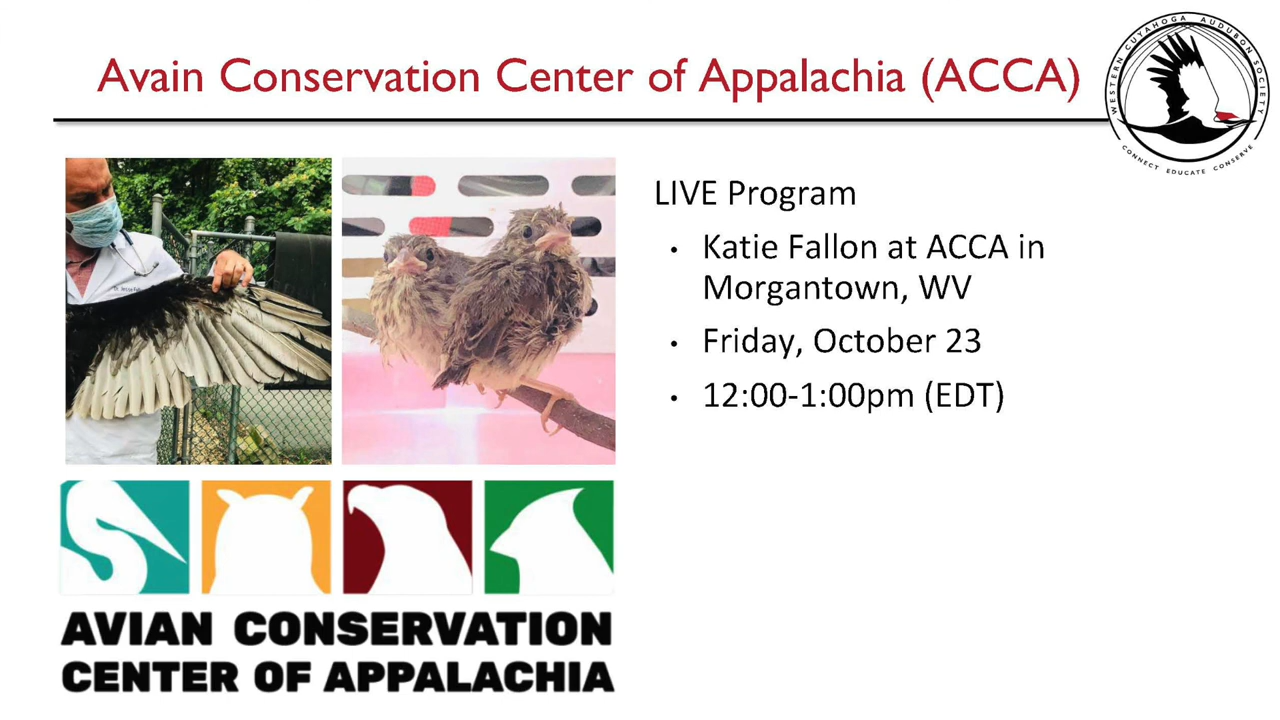 Avain Conservation Center of Appalachia (ACCA)
WESTERN CUYAHOGA AUDUBON SOCIETY
CONNECT EDUCATE CONSERVE
LIVE Program
• Katie Fallon at ACCA in
Morgantown, WV
• Friday, October 23
• 12:00-1:00pm (EDT)
AVIAN CONSERVATION
CENTER OF APPALACHIA